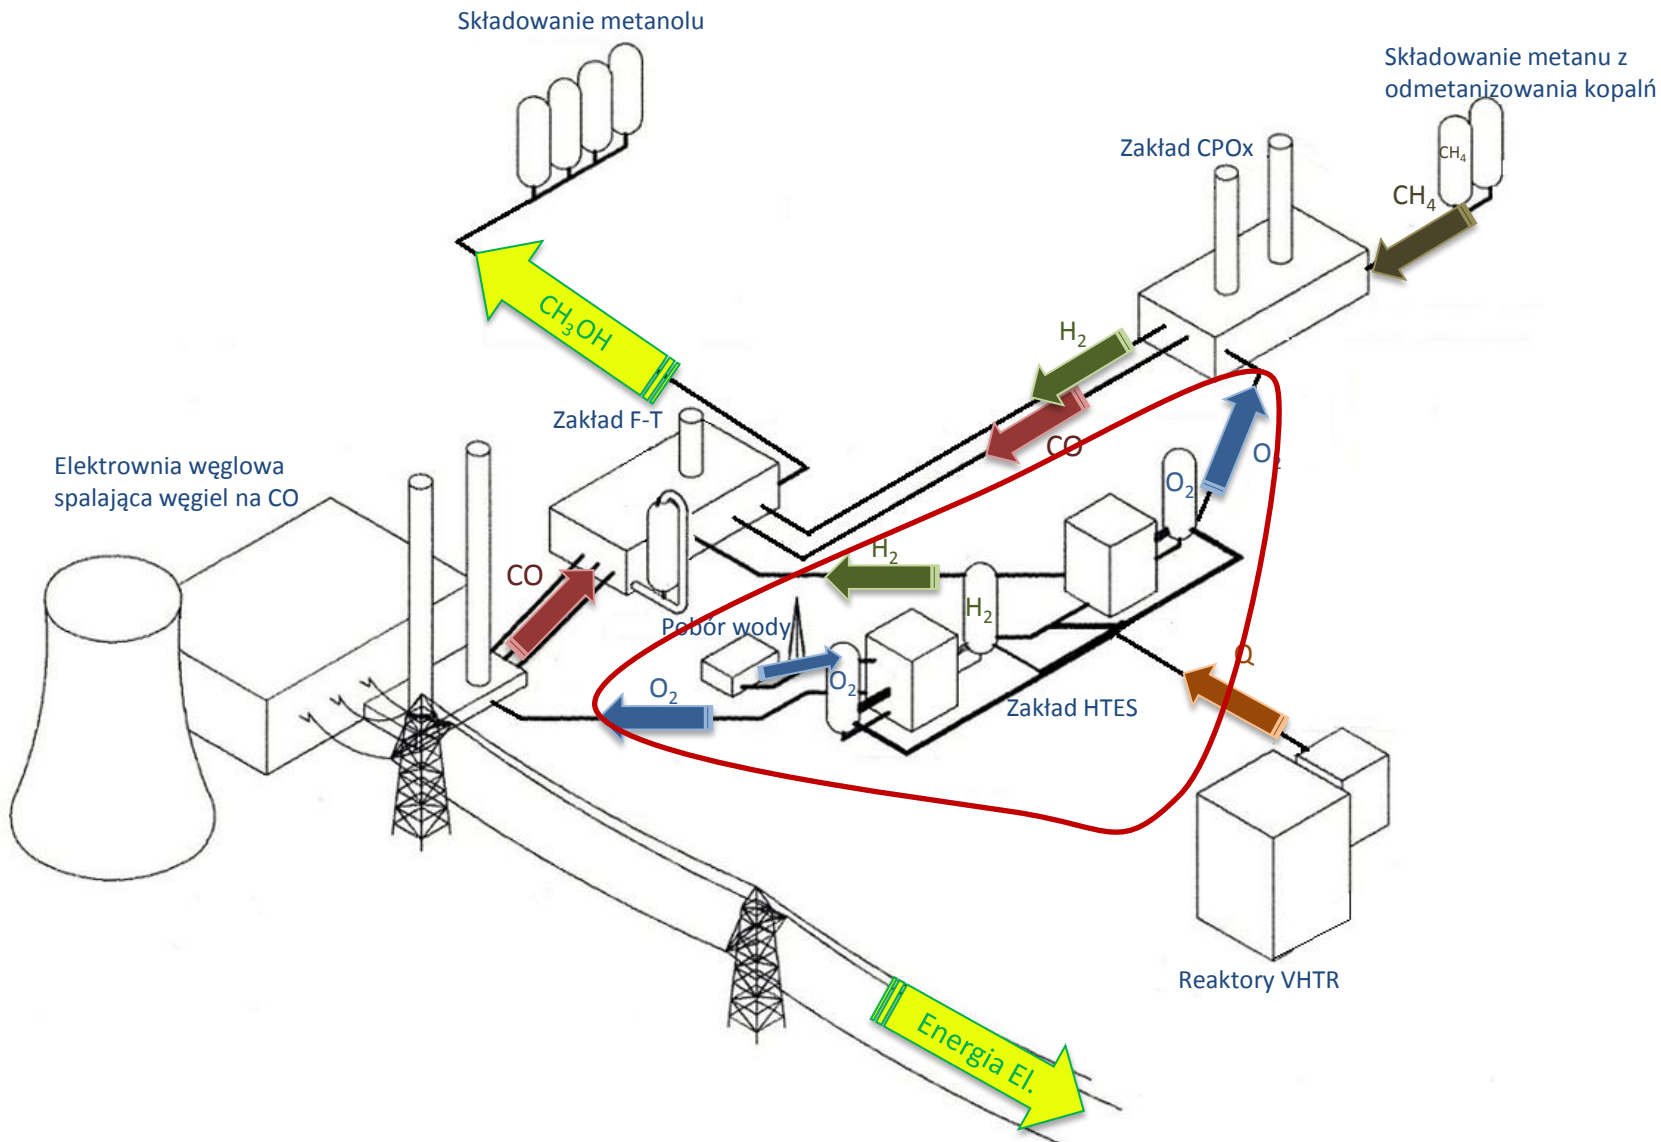 Składowanie metanolu
Składowanie metanu z
odmetanizowania kopalń
Zakład CPOx
CH₄
CH₄
H₂
CH₃OH
Zakład F-T
CO
O₂
O₂
Elektrownia węglowa
spalająca węgiel na CO
H₂
CO
H₂
Pobór wody
Q
O₂
O₂
Zakład HTES
Reaktory VHTR
Energia El.